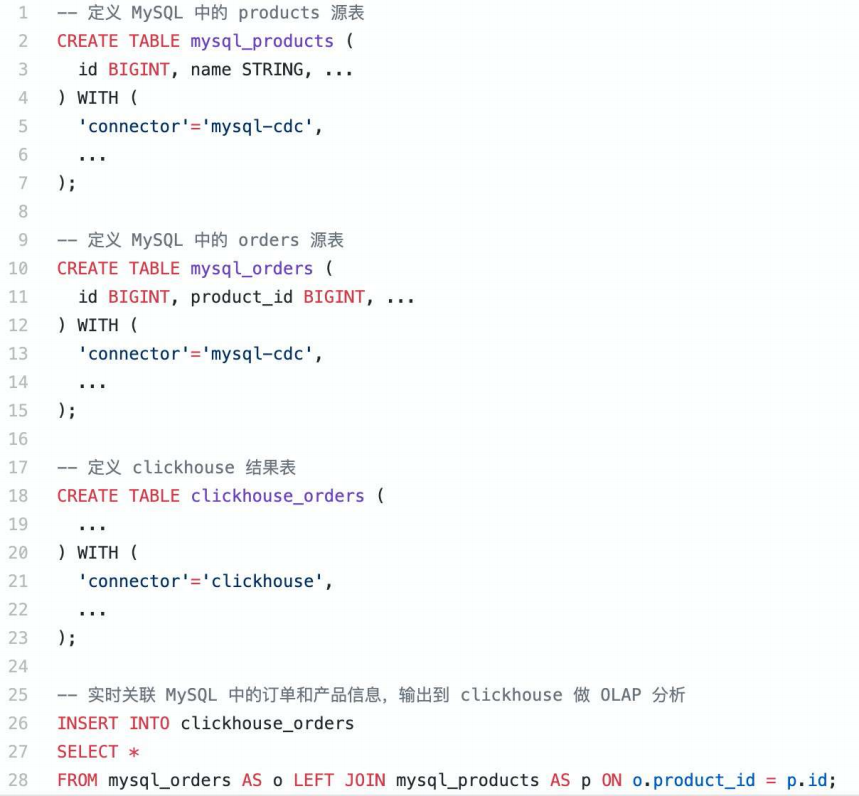 1 -- 定义 MySQL 中的 products 源表
2 CREATE TABLE mysql_products (
3   id BIGINT, name STRING, ...
4 ) WITH (
5   'connector'='mysql-cdc',
6   ...
7 );
8
9 -- 定义 MySQL 中的 orders 源表
10 CREATE TABLE mysql_orders (
11   id BIGINT, product_id BIGINT, ...
12 ) WITH (
13   'connector'='mysql-cdc',
14   ...
15 );
16
17 -- 定义 clickhouse 结果表
18 CREATE TABLE clickhouse_orders (
19   ...
20 ) WITH (
21   'connector'='clickhouse',
22   ...
23 );
24
25 -- 实时关联 MySQL 中的订单和产品信息，输出到 clickhouse 做 OLAP 分析
26 INSERT INTO clickhouse_orders
27 SELECT *
28 FROM mysql_orders AS o LEFT JOIN mysql_products AS p ON o.product_id = p.id;